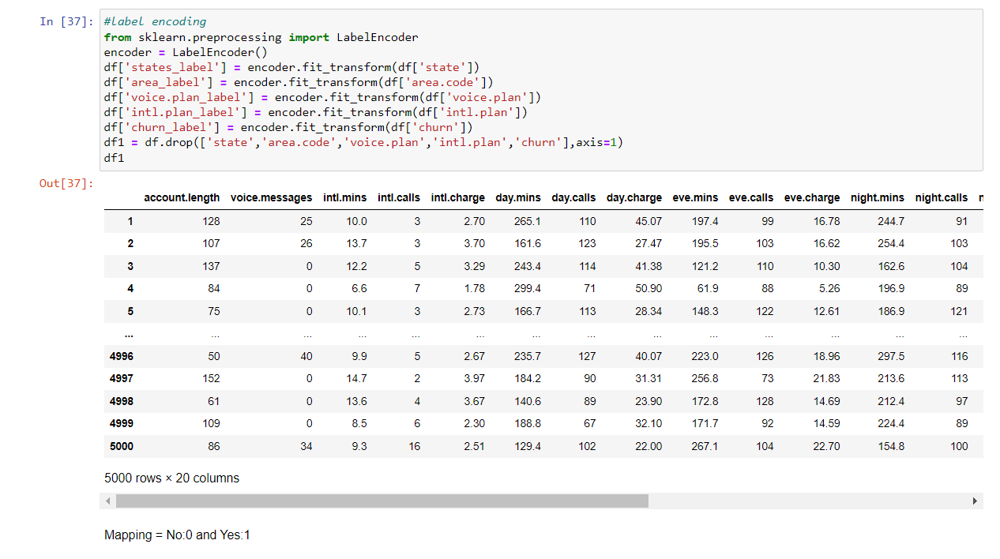 In [37]: #label encoding
from sklearn.preprocessing import LabelEncoder
encoder = LabelEncoder()
df['states_label'] = encoder.fit_transform(df['state'])
df['area_label'] = encoder.fit_transform(df['area.code'])
df['voice.plan_label'] = encoder.fit_transform(df['voice.plan'])
df['intl.plan_label'] = encoder.fit_transform(df['intl.plan'])
df['churn_label'] = encoder.fit_transform(df['churn'])
df1 = df.drop(['state','area.code','voice.plan','intl.plan','churn'],axis=1)
df1
Out[37]:
account.length voice.messages intl.mins intl.calls intl.charge day.mins day.calls day.charge eve.mins eve.calls eve.charge night.mins night.calls n
1 128 25 10.0 3 2.70 265.1 110 45.07 197.4 99 16.78 244.7 91
2 107 26 13.7 3 3.70 161.6 123 27.47 195.5 103 16.62 254.4 103
3 137 0 12.2 5 3.29 243.4 114 41.38 121.2 110 10.30 162.6 104
4 84 0 6.6 7 1.78 299.4 71 50.90 61.9 88 5.26 196.9 89
5 75 0 10.1 3 2.73 166.7 113 28.34 148.3 122 12.61 186.9 121
... ... ... ... ... ... ... ... ... ... ... ... ... ...
4996 50 40 9.9 5 2.67 235.7 127 40.07 223.0 126 18.96 297.5 116
4997 152 0 14.7 2 3.97 184.2 90 31.31 256.8 73 21.83 213.6 113
4998 61 0 13.6 4 3.67 140.6 89 23.90 172.8 128 14.69 212.4 97
4999 109 0 8.5 6 2.30 188.8 67 32.10 171.7 92 14.59 224.4 89
5000 86 34 9.3 16 2.51 129.4 102 22.00 267.1 104 22.70 154.8 100
5000 rows × 20 columns
Mapping = No:0 and Yes:1